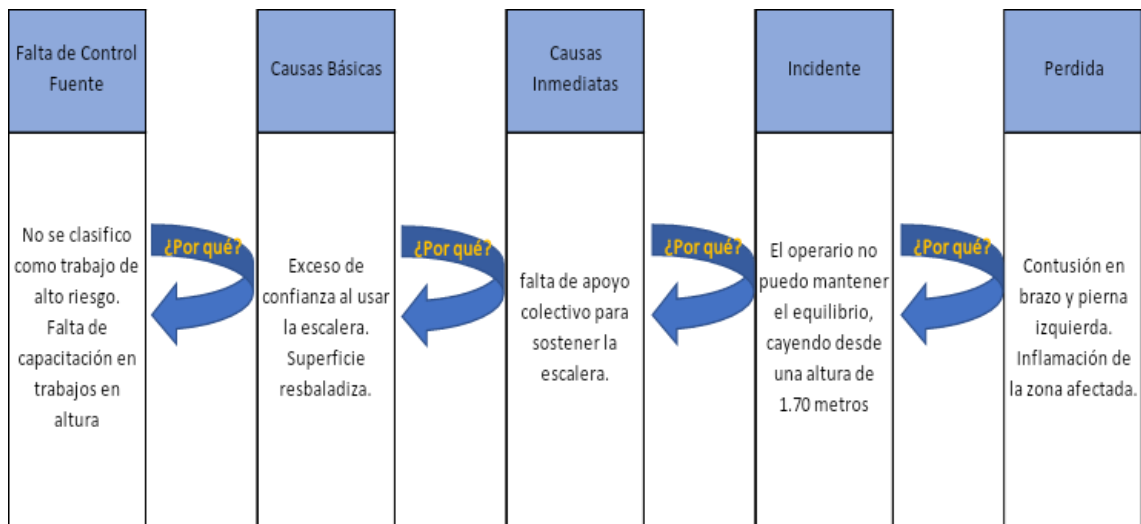 Falta de Control
Fuente
Causas Básicas
Causas
Inmediatas
Incidente
Perdida
No se clasifico
como trabajo de
alto riesgo.
Falta de
capacitación en
trabajos en
altura
¿Por qué?
Exceso de
confianza al usar
la escalera.
Superficie
resbaladiza.
¿Por qué?
falta de apoyo
colectivo para
sostener la
escalera.
¿Por qué?
El operario no
puedo mantener
el equilibrio,
cayendo desde
una altura de
1.70 metros
¿Por qué?
Contusión en
brazo y pierna
izquierda.
Inflamación de
la zona afectada.